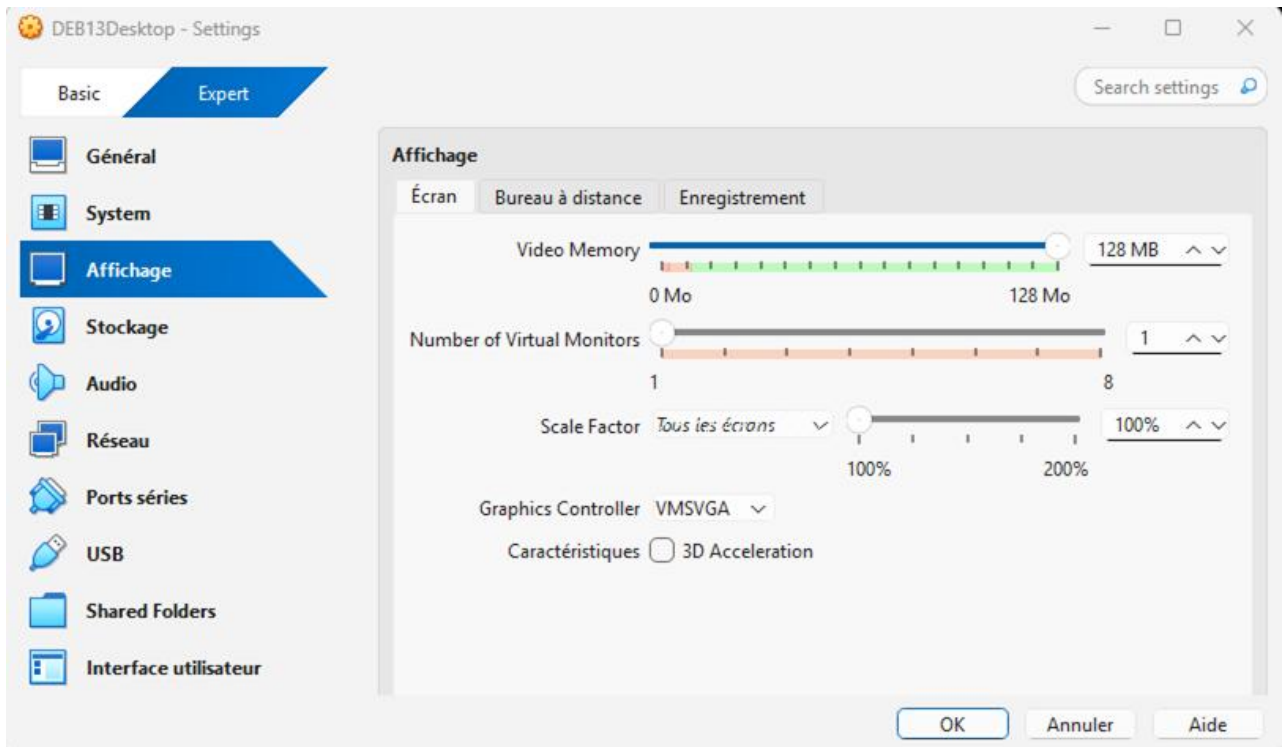 DEB13Desktop - Settings
Basic Expert Search settings
Général
System
Affichage
Stockage
Audio
Réseau
Ports séries
USB
Shared Folders
Interface utilisateur
Affichage
Écran Bureau à distance Enregistrement
Video Memory 128 MB
0 Mo 128 Mo
Number of Virtual Monitors 1
1 8
Scale Factor Tous les écrans 100%
100% 200%
Graphics Controller VMSVGA
Caractéristiques 3D Acceleration
OK Annuler Aide